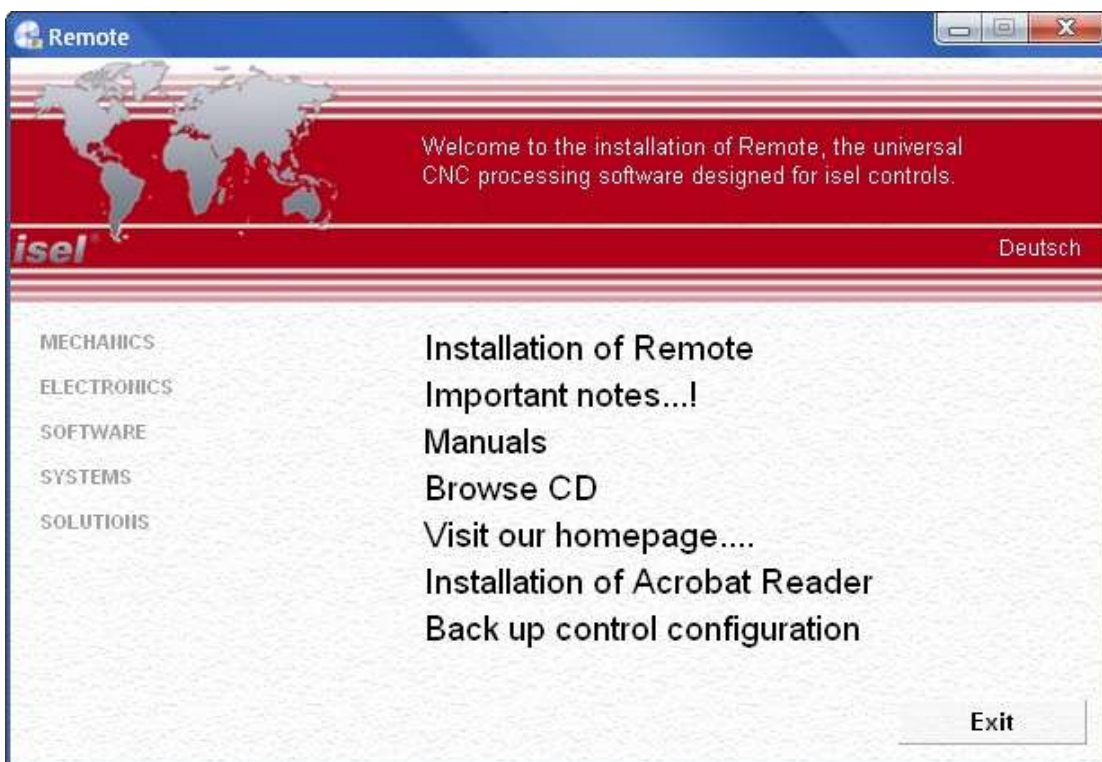 Remote
Welcome to the installation of Remote, the universal
CNC processing software designed for isel controls.
isel
Deutsch
MECHANICS
ELECTRONICS
SOFTWARE
SYSTEMS
SOLUTIONS
Installation of Remote
Important notes...!
Manuals
Browse CD
Visit our homepage....
Installation of Acrobat Reader
Back up control configuration
Exit